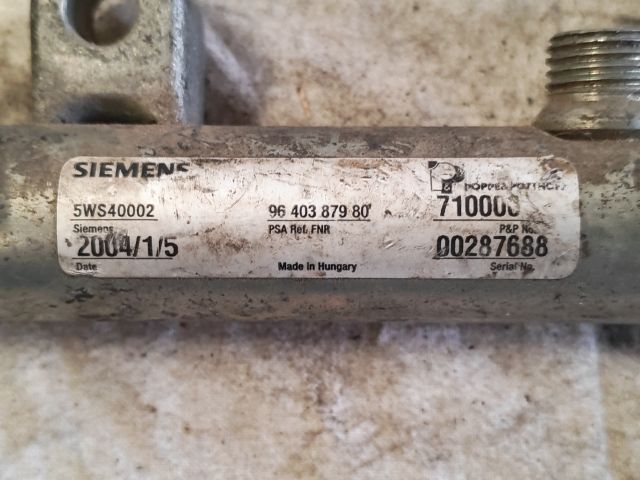 SIEMENS
5WS40002 96 403 879 80 710006
Siemens PSA Ref. FNR P&P No.
2004/1/5 00287688
Date Made in Hungary Serial No.